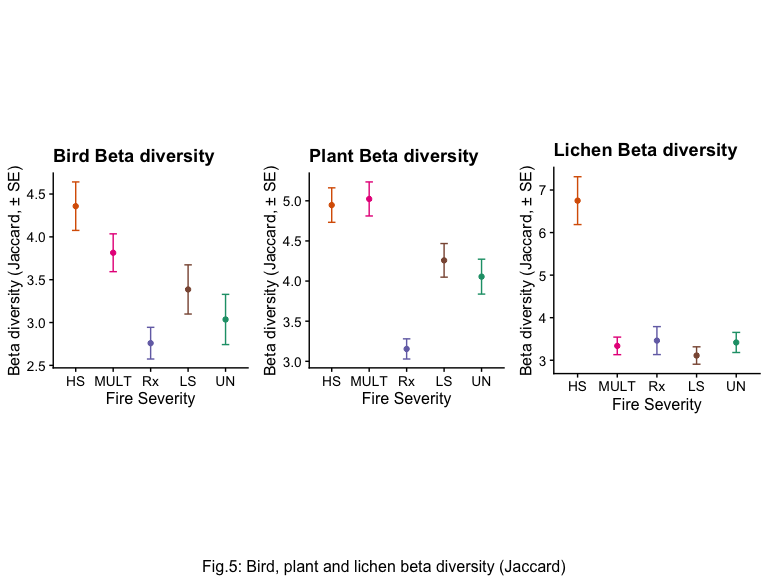 Bird Beta diversity
Beta diversity (Jaccard, ± SE)
4.5
4.0
3.5
3.0
2.5
HS MULT Rx LS UN
Fire Severity
Plant Beta diversity
Beta diversity (Jaccard, ± SE)
5.0
4.5
4.0
3.5
3.0
HS MULT Rx LS UN
Fire Severity
Lichen Beta diversity
Beta diversity (Jaccard, ± SE)
7
6
5
4
3
HS MULT Rx LS UN
Fire Severity
Fig.5: Bird, plant and lichen beta diversity (Jaccard)